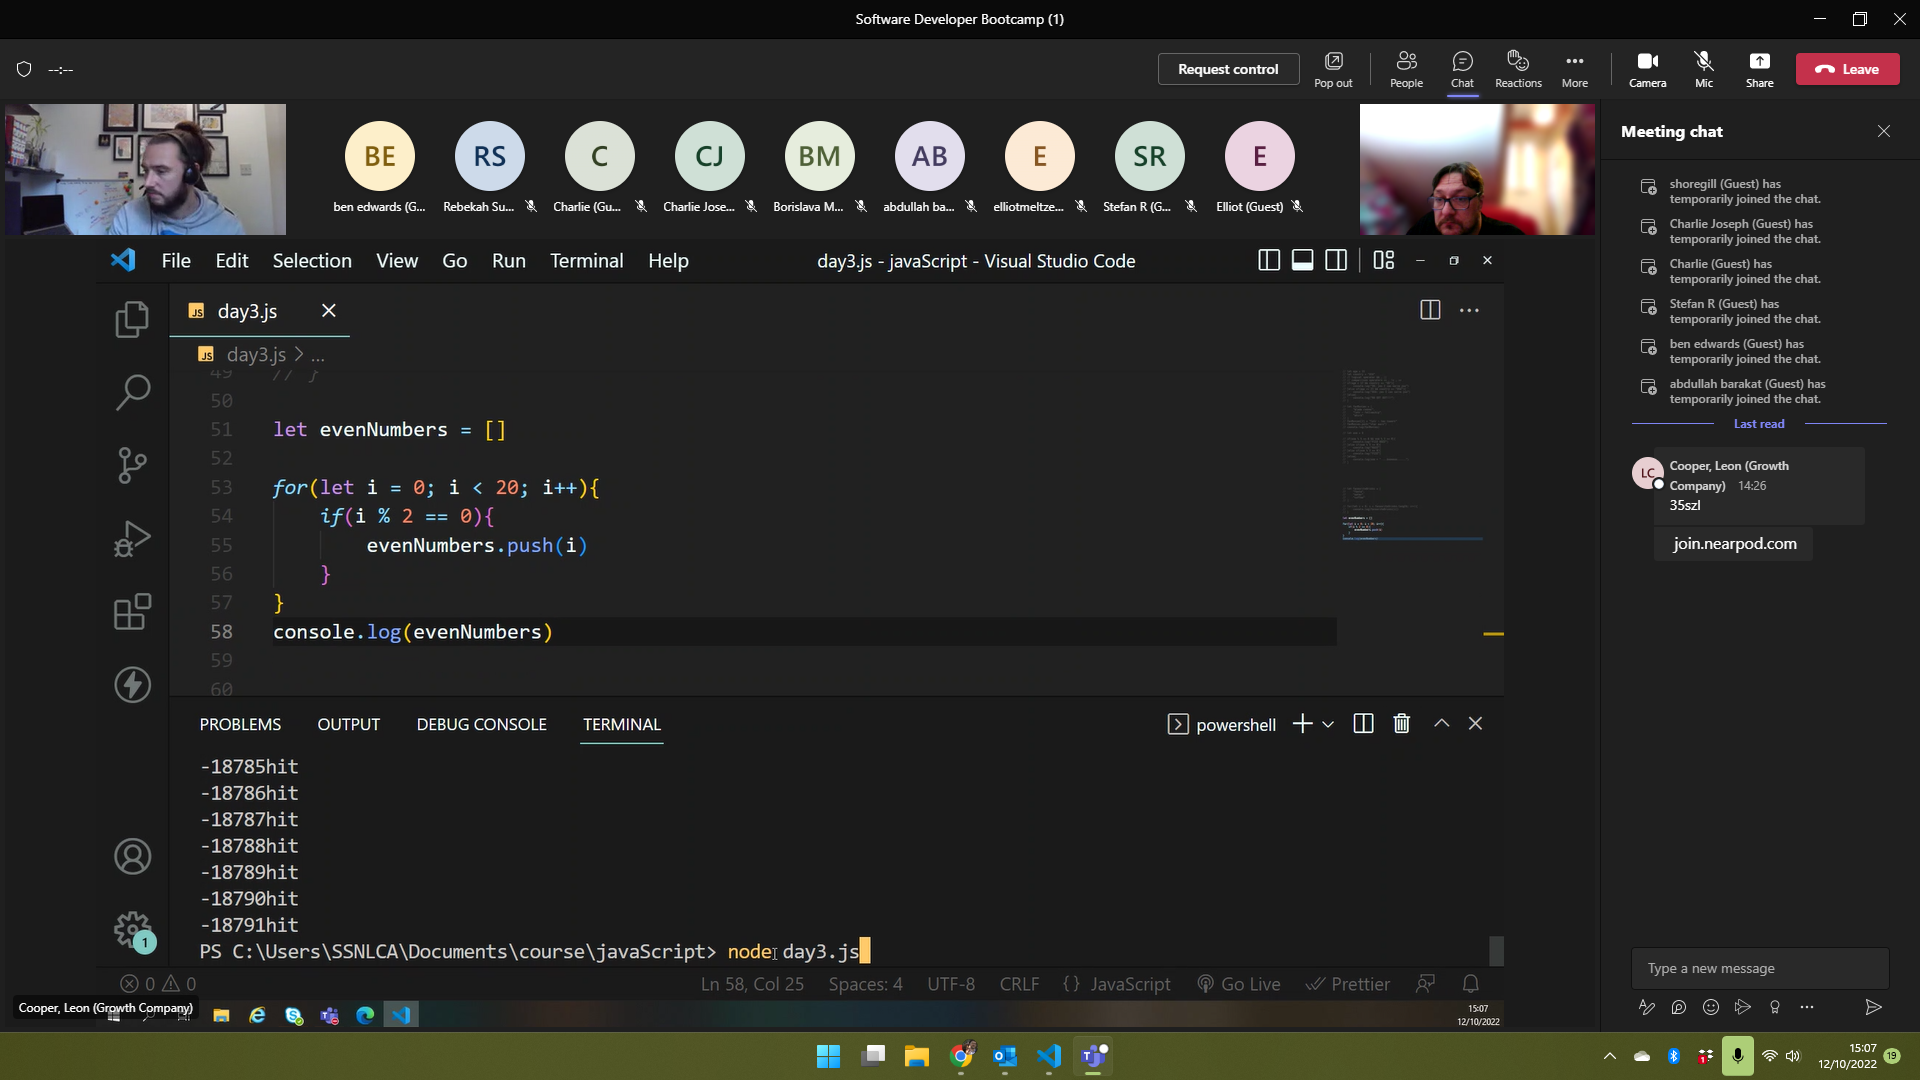 Software Developer Bootcamp (1)
--:--
Request control
Pop out
People
Chat
Reactions
More
Camera
Mic
Share
Leave
BE
RS
C
CJ
BM
AB
E
SR
E
ben edwards (G...
Rebekah Su...
Charlie (Gu...
Charlie Jose...
Borislava M...
abdullah ba...
elliotmeltze...
Stefan R (G...
Elliot (Guest)
File Edit Selection View Go Run Terminal Help
day3.js - javaScript - Visual Studio Code
JS day3.js
JS day3.js > ...
49 // }
50
51 let evenNumbers = []
52
53 for(let i = 0; i < 20; i++){
54 if(i % 2 == 0){
55 evenNumbers.push(i)
56 }
57 }
58 console.log(evenNumbers)
59
60
PROBLEMS OUTPUT DEBUG CONSOLE TERMINAL
powershell
-18785hit
-18786hit
-18787hit
-18788hit
-18789hit
-18790hit
-18791hit
PS C:\Users\SSNLCA\Documents\course\javaScript> node day3.js
0 0
Ln 58, Col 25 Spaces: 4 UTF-8 CRLF {} JavaScript Go Live Prettier
1
Cooper, Leon (Growth Company)
15:07
12/10/2022
Meeting chat
shoregill (Guest) has
temporarily joined the chat.
Charlie Joseph (Guest) has
temporarily joined the chat.
Charlie (Guest) has
temporarily joined the chat.
Stefan R (Guest) has
temporarily joined the chat.
ben edwards (Guest) has
temporarily joined the chat.
abdullah barakat (Guest) has
temporarily joined the chat.
Last read
LC
Cooper, Leon (Growth
Company) 14:26
35szl
join.nearpod.com
Type a new message
15:07
12/10/2022
19